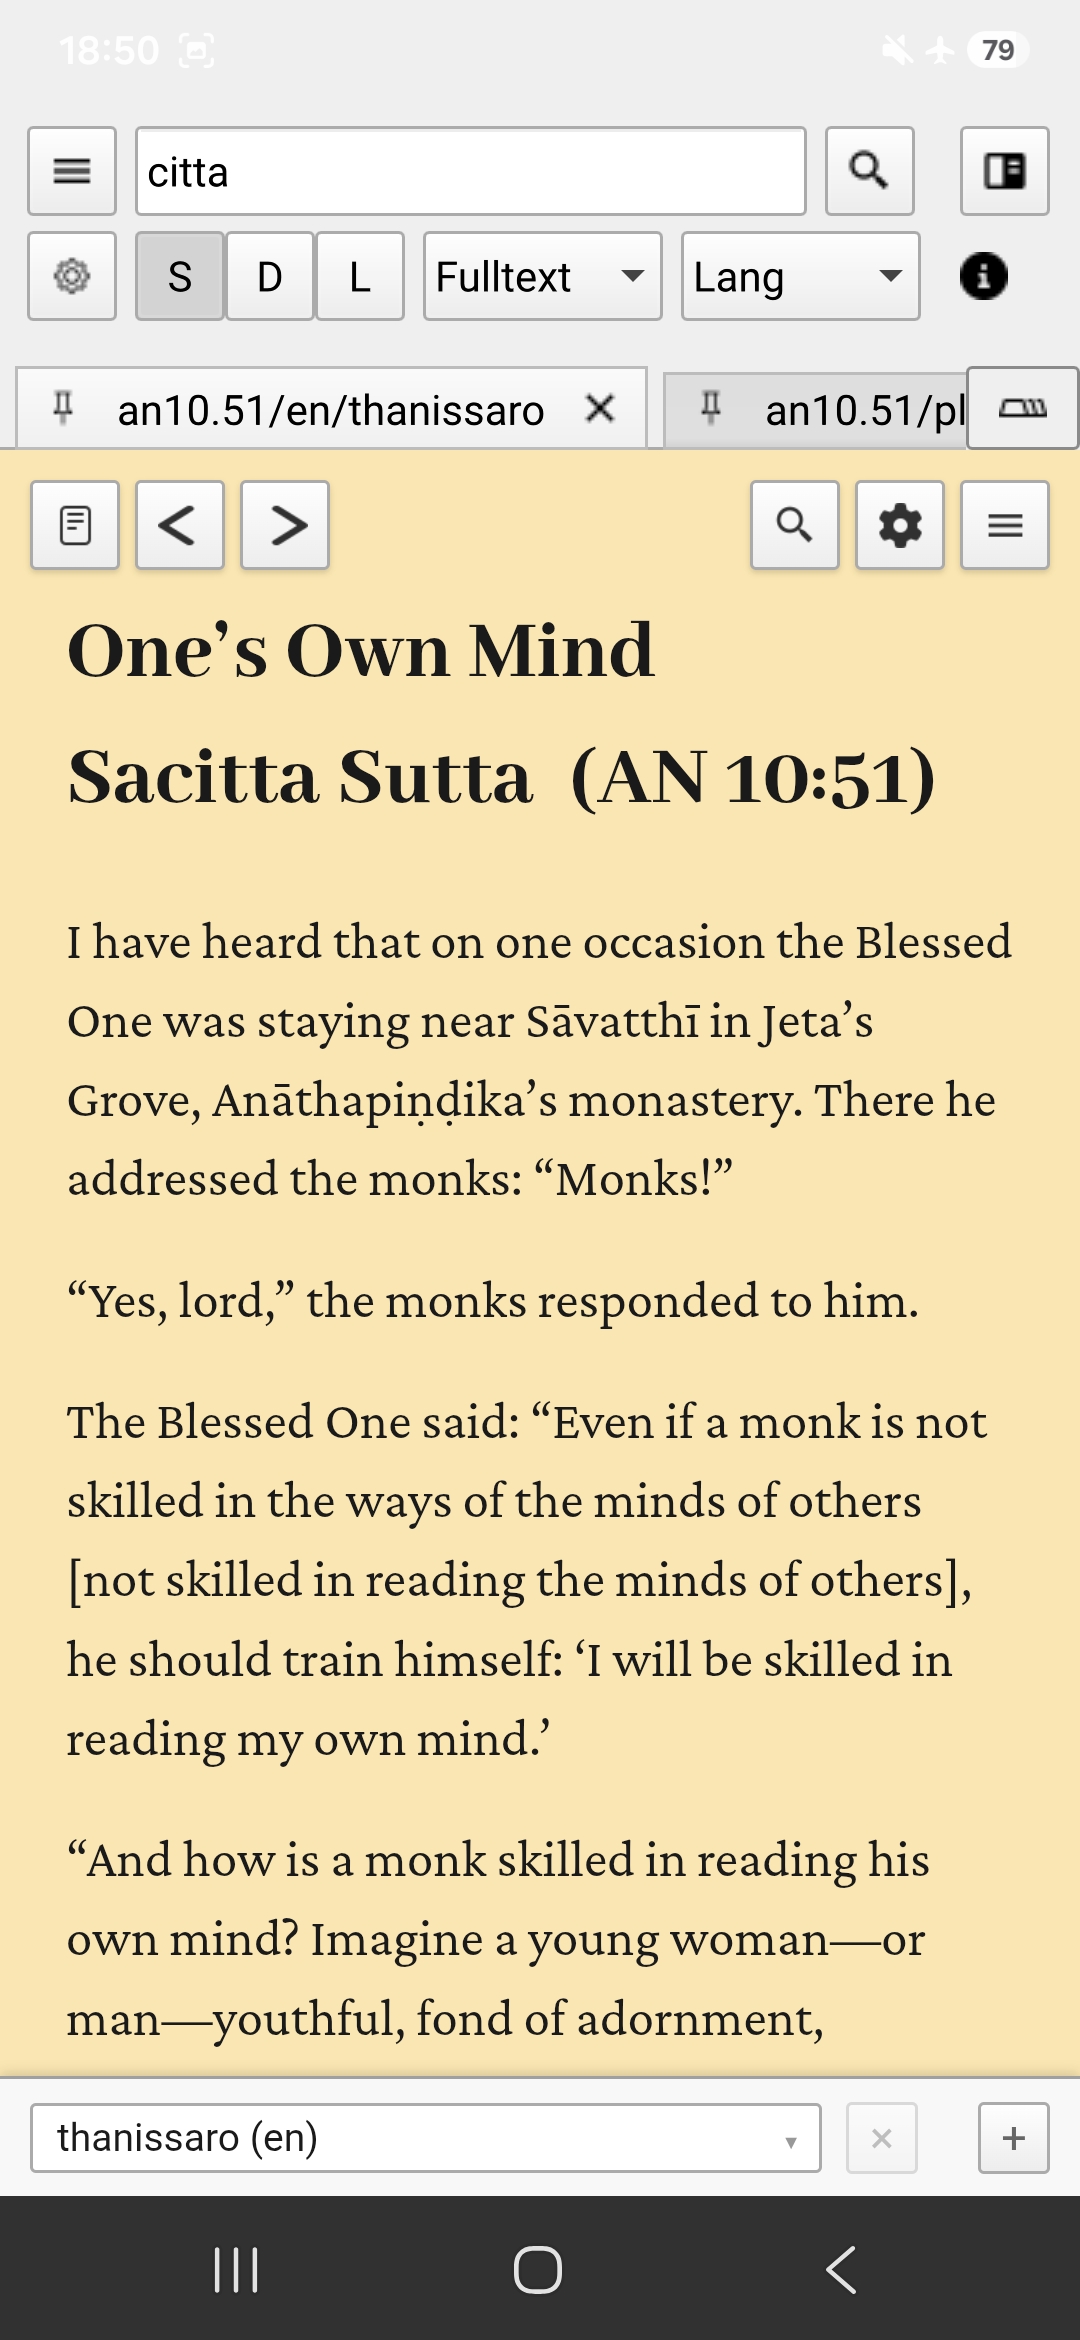 18:50
79
citta
S D L Fulltext Lang
an10.51/en/thanissaro an10.51/pl
One’s Own Mind
Sacitta Sutta (AN 10:51)
I have heard that on one occasion the Blessed
One was staying near Sāvatthī in Jeta’s
Grove, Anāthapiṇḍika’s monastery. There he
addressed the monks: “Monks!”
“Yes, lord,” the monks responded to him.
The Blessed One said: “Even if a monk is not
skilled in the ways of the minds of others
[not skilled in reading the minds of others],
he should train himself: ‘I will be skilled in
reading my own mind.’
“And how is a monk skilled in reading his
own mind? Imagine a young woman—or
man—youthful, fond of adornment,
thanissaro (en)